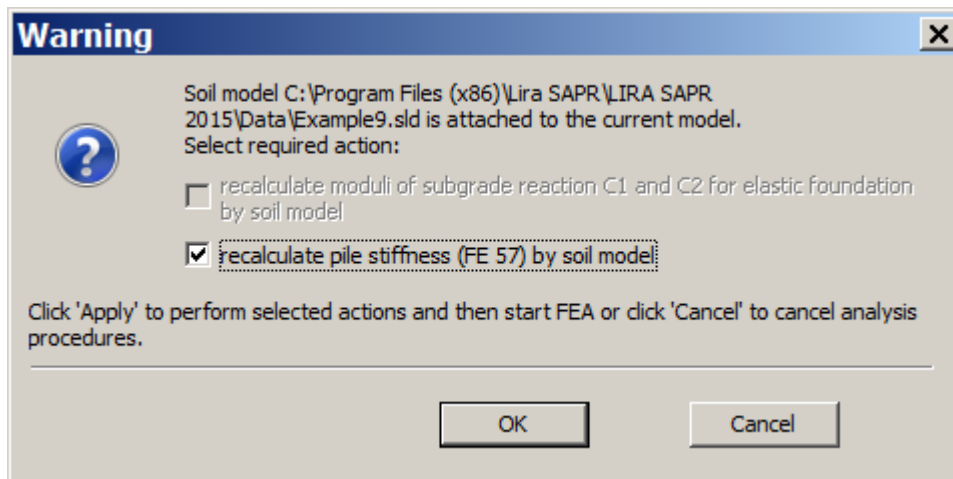 Warning
Soil model C:\Program Files (x86)\Lira SAPR\LIRA SAPR
2015\Data\Example9.sld is attached to the current model.
Select required action:
recalculate moduli of subgrade reaction C1 and C2 for elastic foundation
by soil model
recalculate pile stiffness (FE 57) by soil model
Click 'Apply' to perform selected actions and then start FEA or click 'Cancel' to cancel analysis
procedures.
OK
Cancel